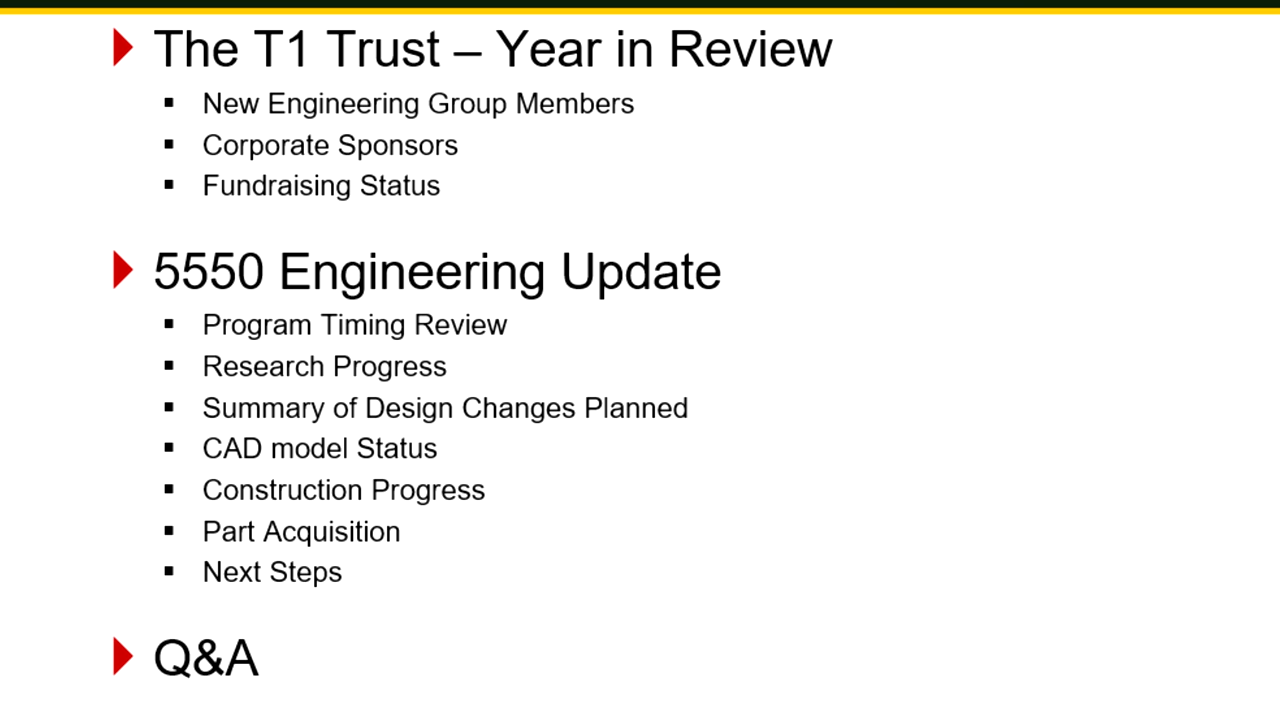 The T1 Trust – Year in Review
New Engineering Group Members
Corporate Sponsors
Fundraising Status
5550 Engineering Update
Program Timing Review
Research Progress
Summary of Design Changes Planned
CAD model Status
Construction Progress
Part Acquisition
Next Steps
Q&A